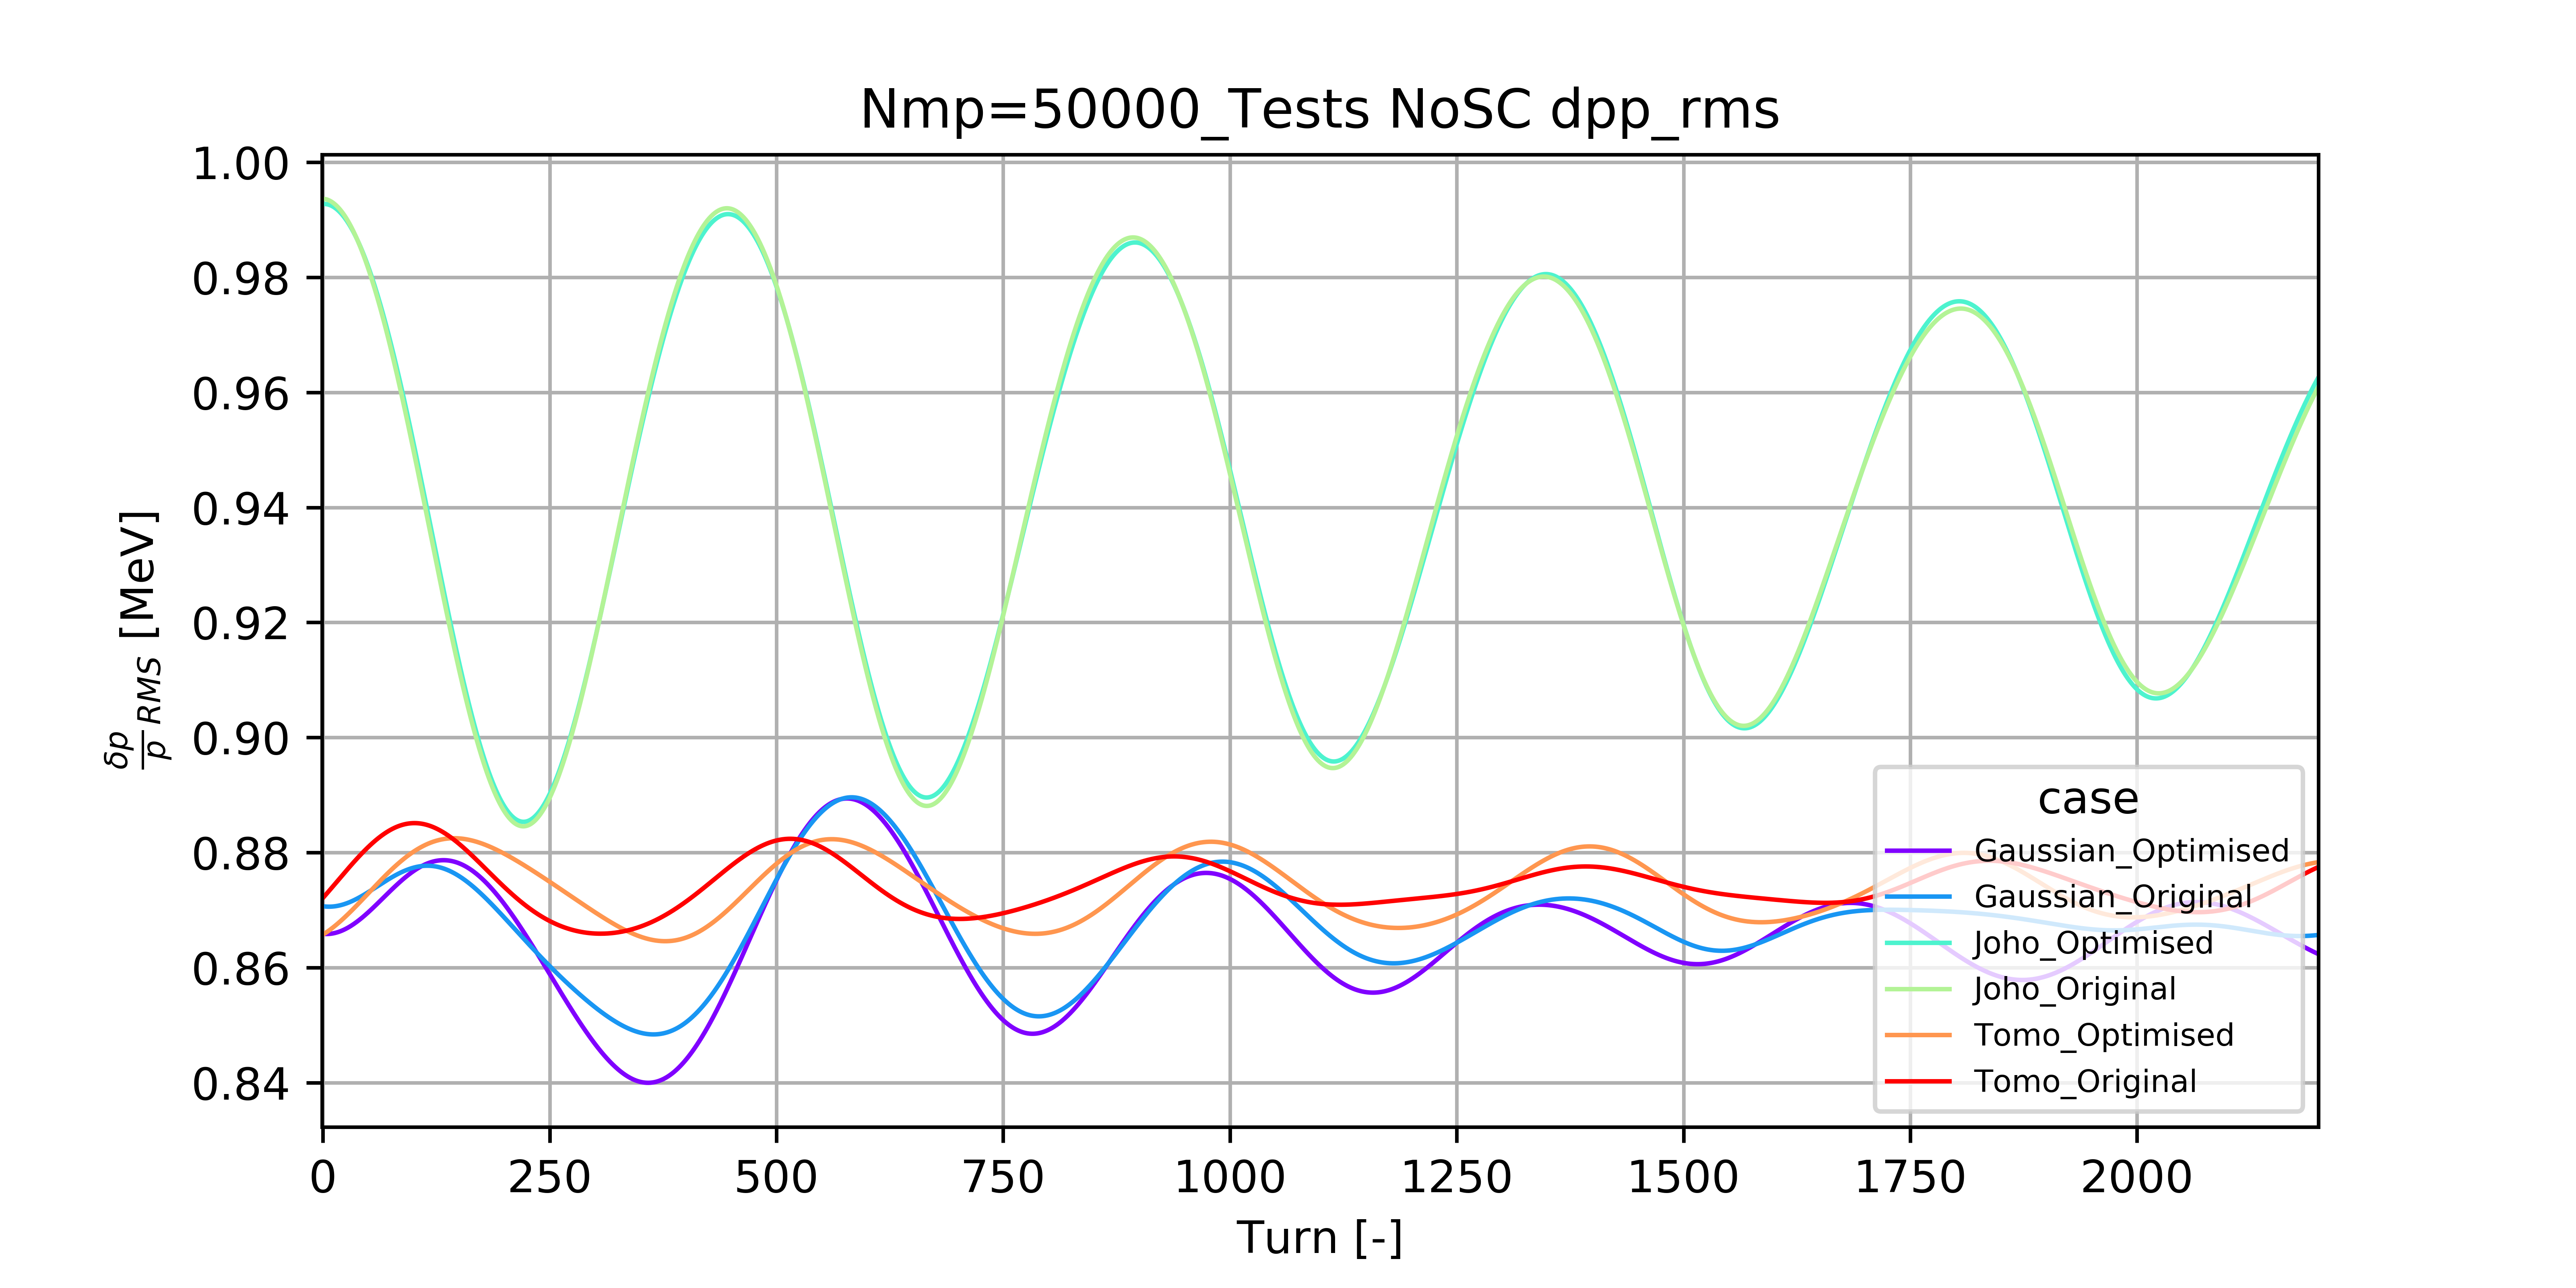 Nmp=50000_Tests NoSC dpp_rms
1.00
0.98
0.96
0.94
0.92
0.90
0.88
0.86
0.84
δp/p RMS [MeV]
case
Gaussian_Optimised
Gaussian_Original
Joho_Optimised
Joho_Original
Tomo_Optimised
Tomo_Original
0 250 500 750 1000 1250 1500 1750 2000
Turn [-]